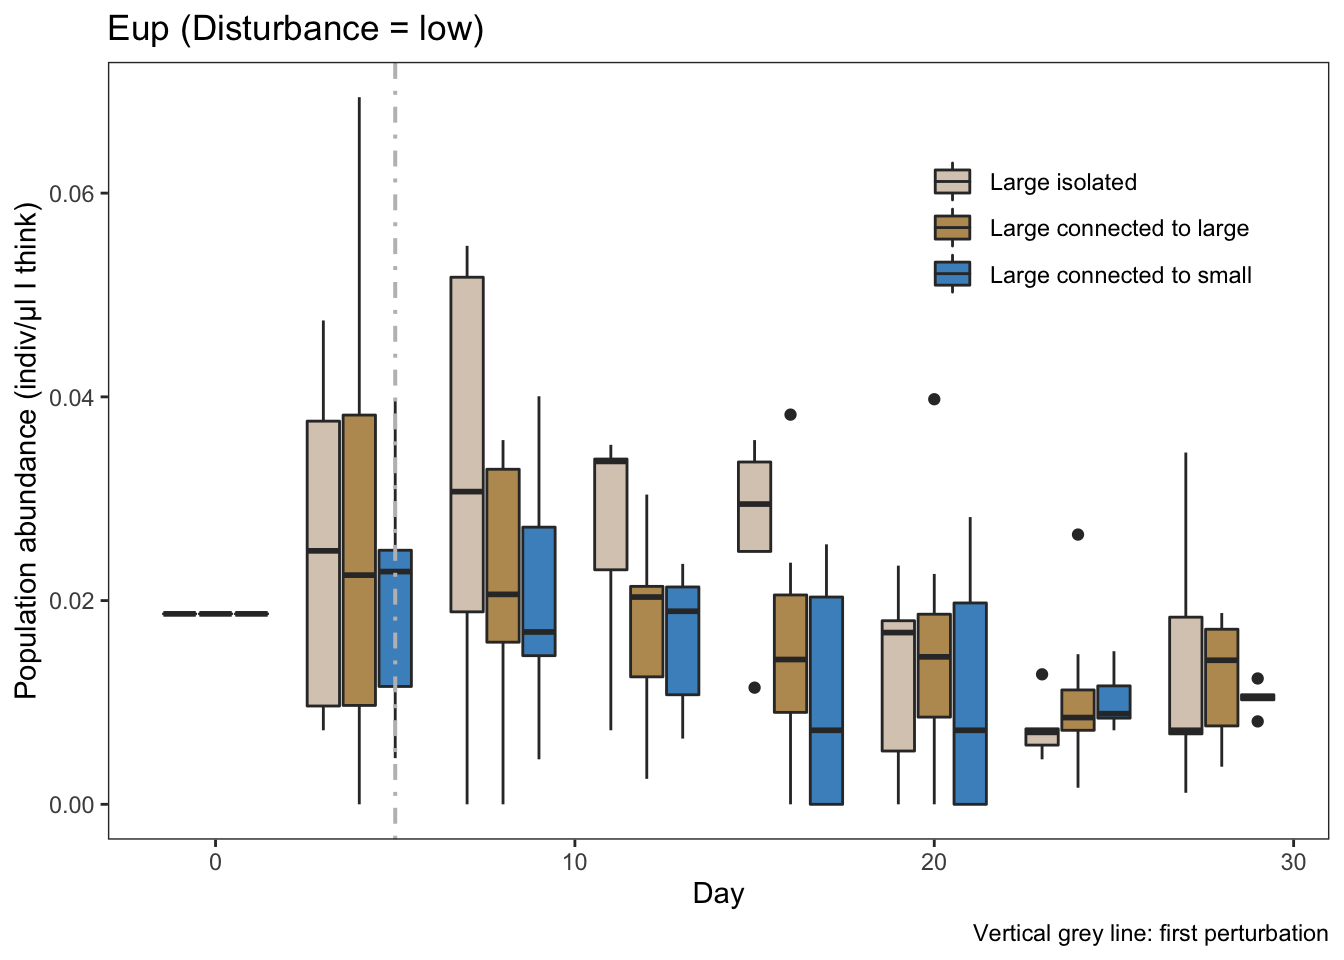 Eup (Disturbance = low)
Population abundance (indiv/µl I think)
0.06
0.04
0.02
0.00
Large isolated
Large connected to large
Large connected to small
0 10 20 30
Day
Vertical grey line: first perturbation